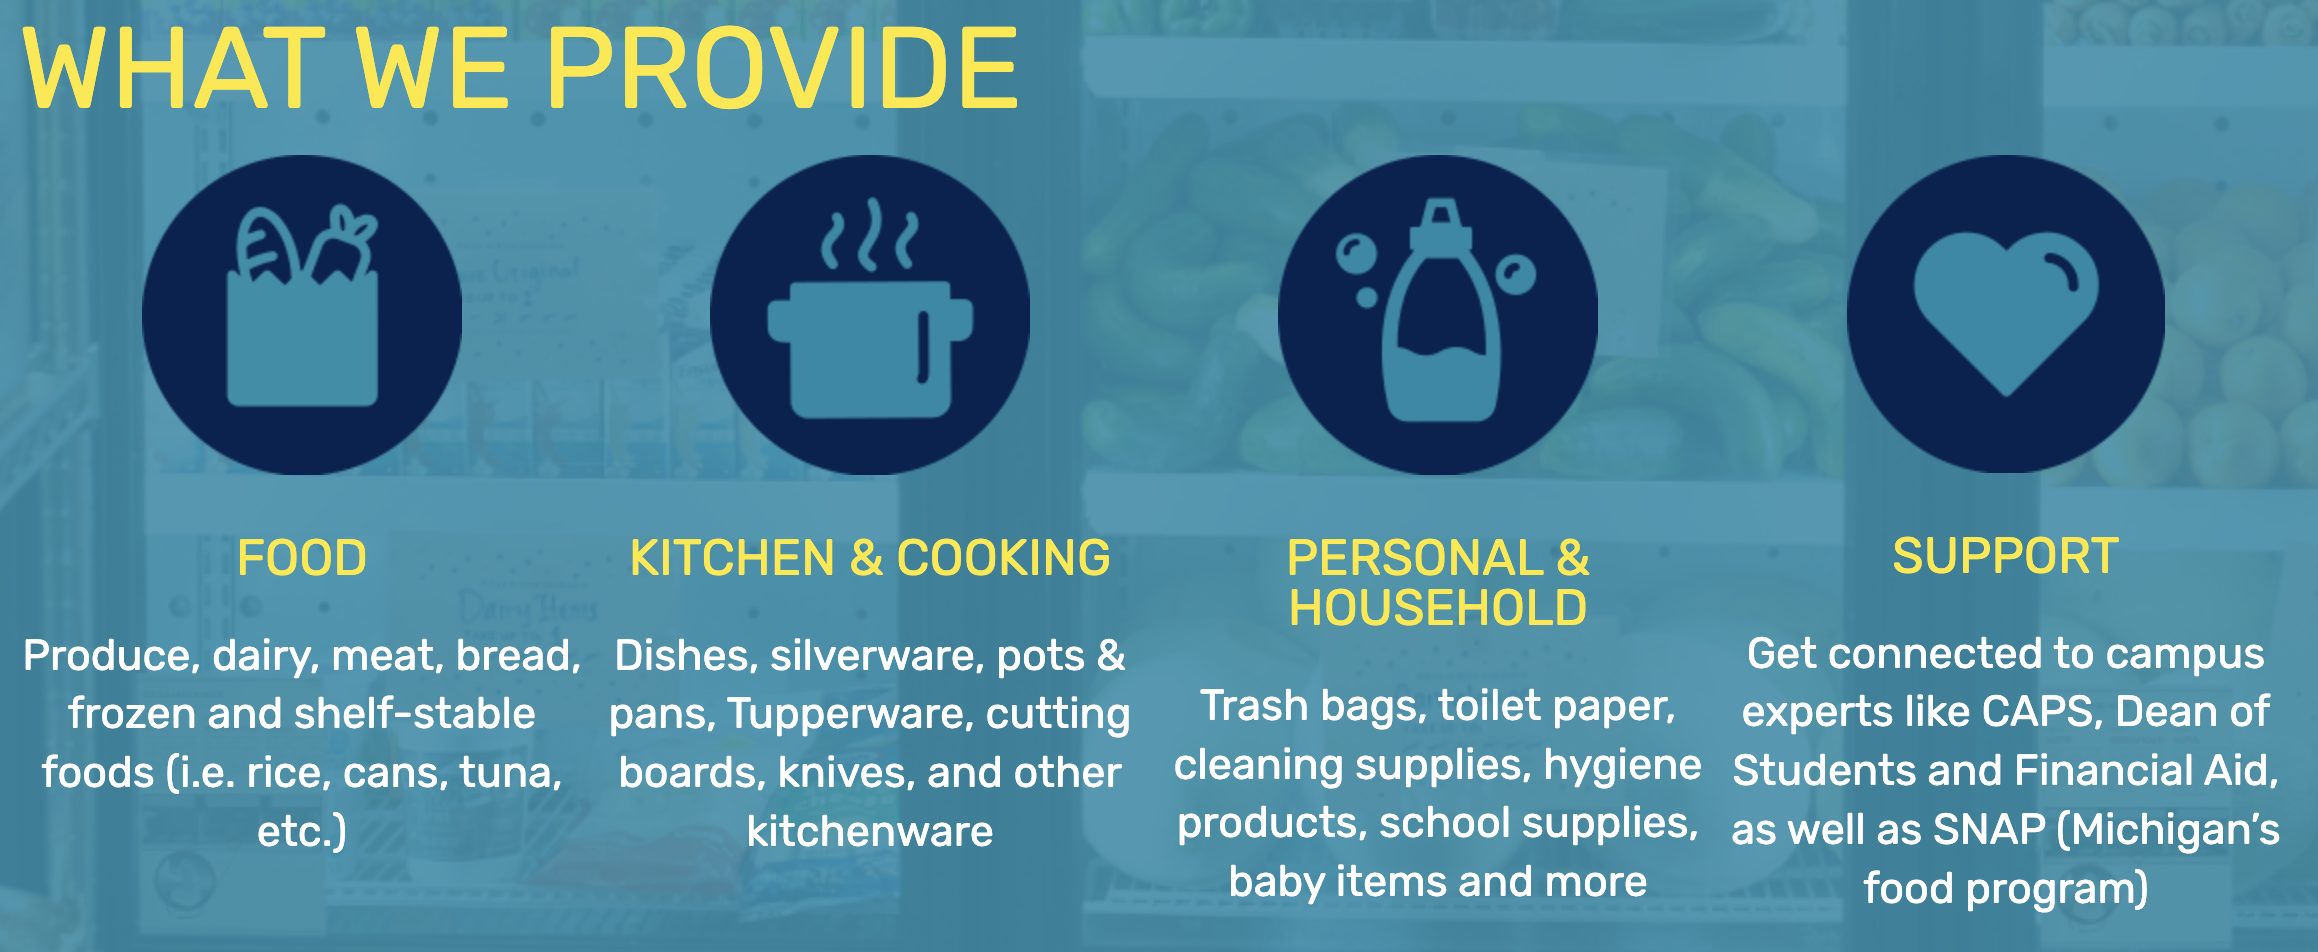 WHAT WE PROVIDE
FOOD
Produce, dairy, meat, bread,
frozen and shelf-stable
foods (i.e. rice, cans, tuna,
etc.)
KITCHEN & COOKING
Dishes, silverware, pots &
pans, Tupperware, cutting
boards, knives, and other
kitchenware
PERSONAL &
HOUSEHOLD
Trash bags, toilet paper,
cleaning supplies, hygiene
products, school supplies,
baby items and more
SUPPORT
Get connected to campus
experts like CAPS, Dean of
Students and Financial Aid,
as well as SNAP (Michigan's
food program)
Original
Dairy Items